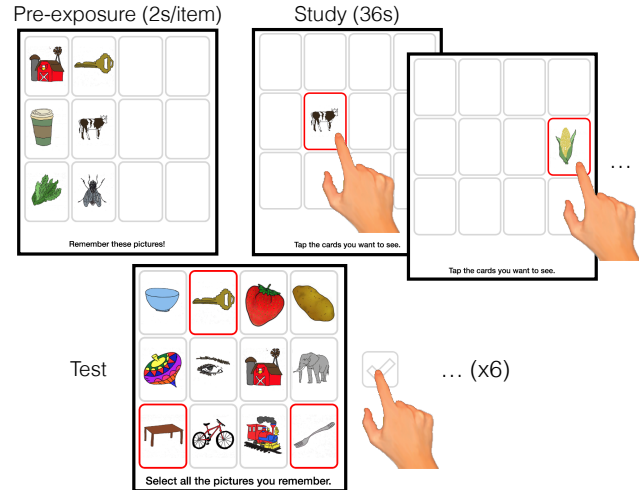 Pre-exposure (2s/item)
Study (36s)
Remember these pictures!
Tap the cards you want to see.
Tap the cards you want to see.
...
Test
... (x6)
Select all the pictures you remember.